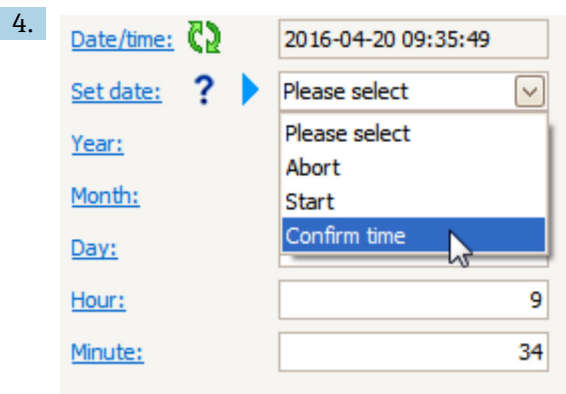 4.
Date/time: 2016-04-20 09:35:49
Set date: ? Please select
Year: Please select
Abort
Month: Start
Confirm time
Day:
Hour: 9
Minute: 34